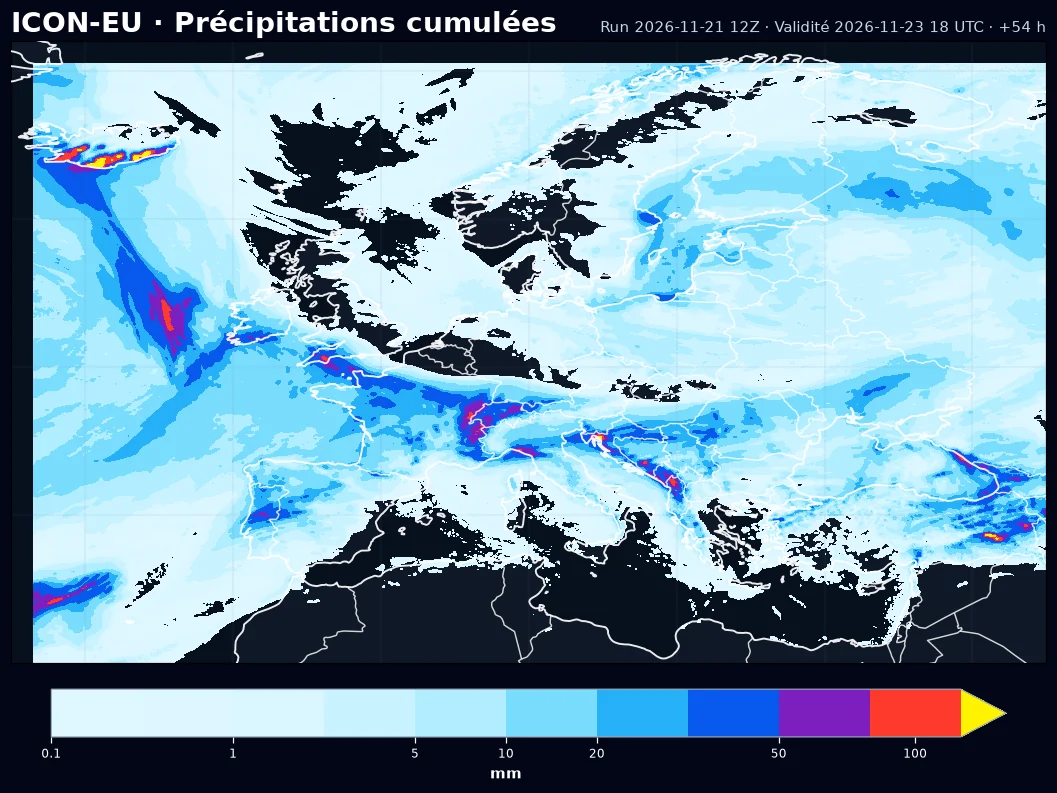 ICON-EU · Précipitations cumulées
Run 2026-11-21 12Z · Validité 2026-11-23 18 UTC · +54 h
0.1 1 5 10 20 50 100
mm